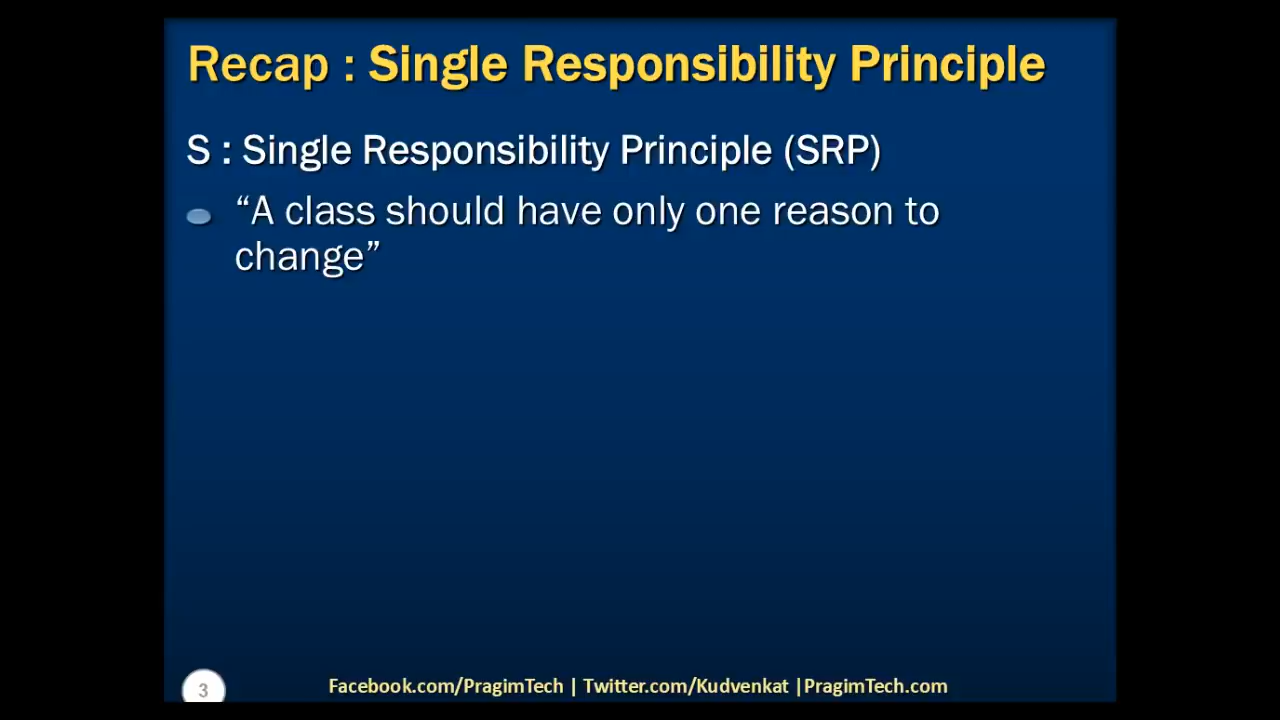 Recap : Single Responsibility Principle
S : Single Responsibility Principle (SRP)
“A class should have only one reason to
change”
3
Facebook.com/PragimTech | Twitter.com/Kudvenkat |PragimTech.com